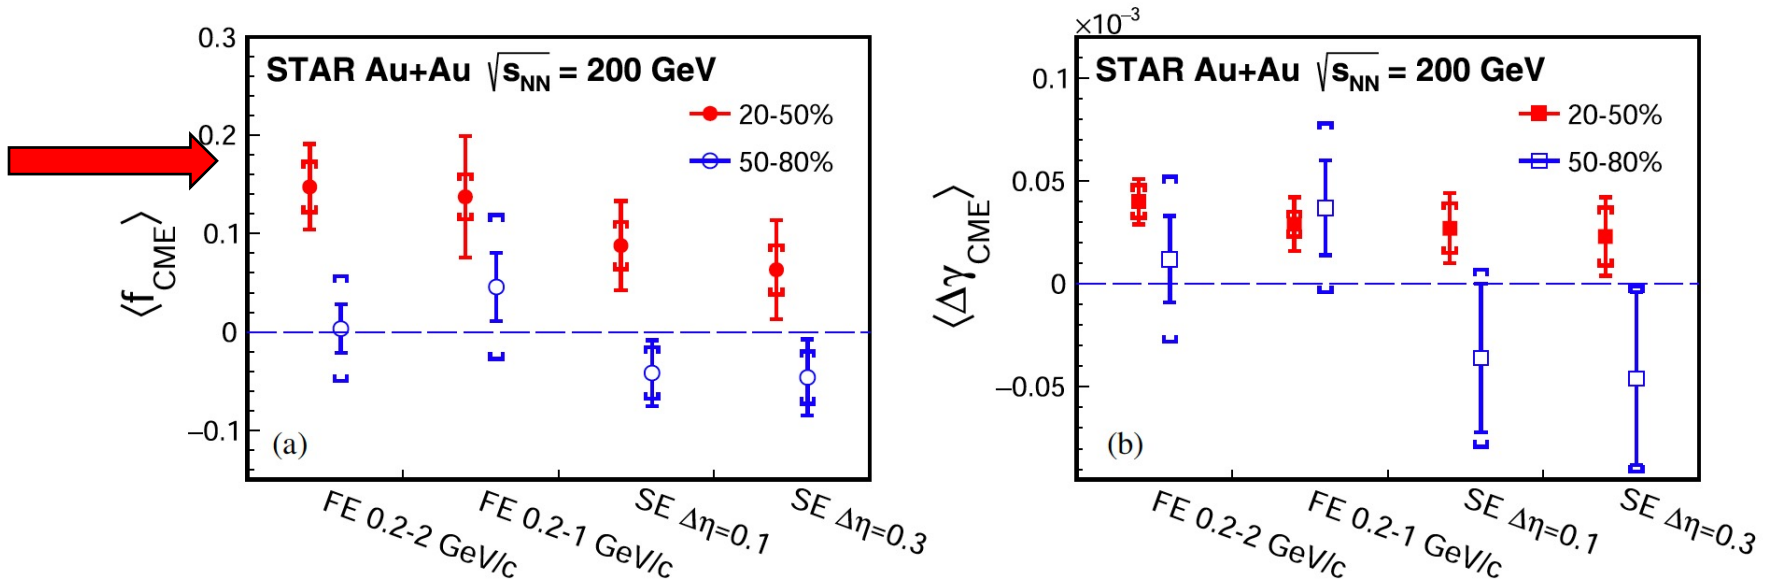 0.3
STAR Au+Au √sNN = 200 GeV
20-50%
50-80%
0.2
0.1
0
−0.1
⟨fCME⟩
(a)
FE 0.2-2 GeV/c
FE 0.2-1 GeV/c
SE Δη=0.1
SE Δη=0.3
×10−3
STAR Au+Au √sNN = 200 GeV
20-50%
50-80%
0.1
0.05
0
−0.05
⟨ΔγCME⟩
(b)
FE 0.2-2 GeV/c
FE 0.2-1 GeV/c
SE Δη=0.1
SE Δη=0.3